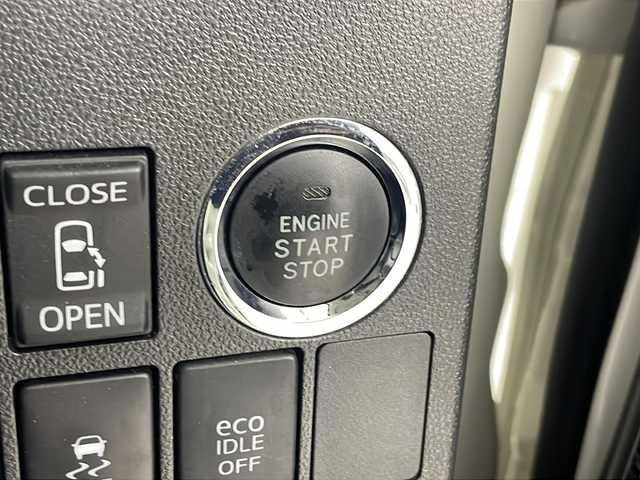 CLOSE
OPEN
ENGINE
START
STOP
eco
IDLE
OFF